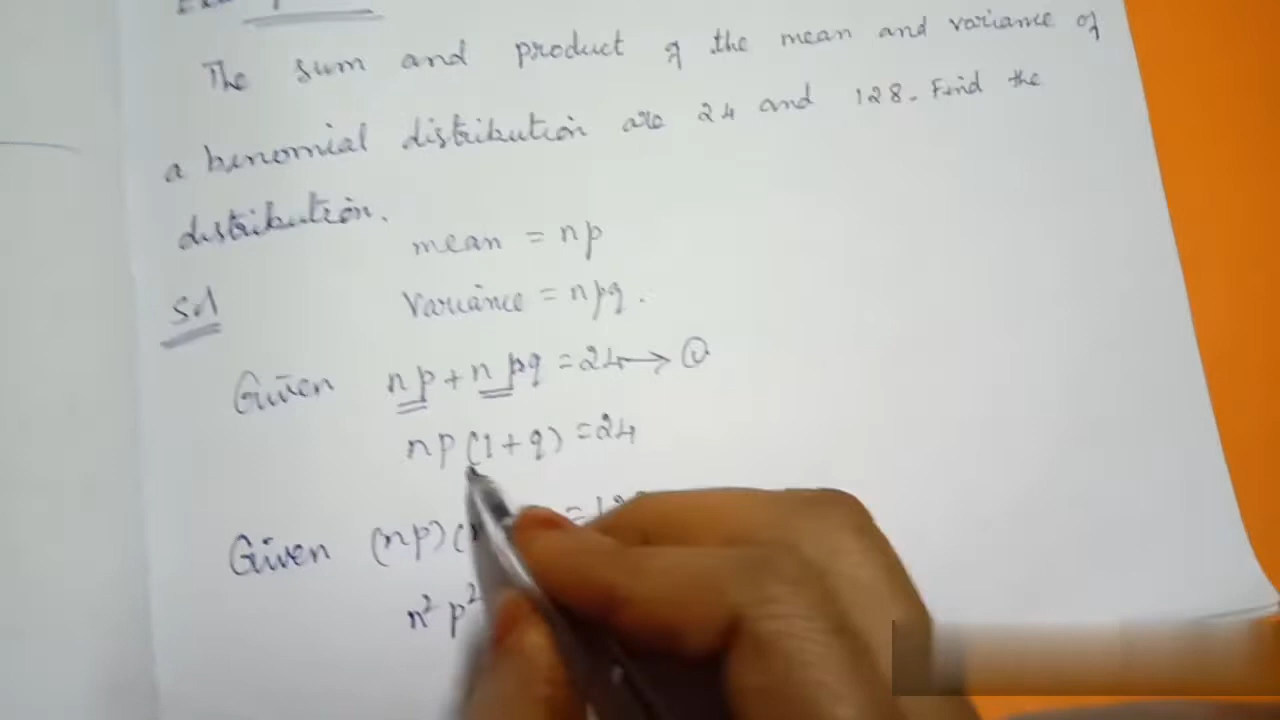 The sum and product of the mean and variance of
a binomial distribution are 24 and 128. Find the
distribution.
mean = np
Sol
variance = npq.
Given np + npq = 24 →
np(1+q) = 24
Given (np)(
n² p²